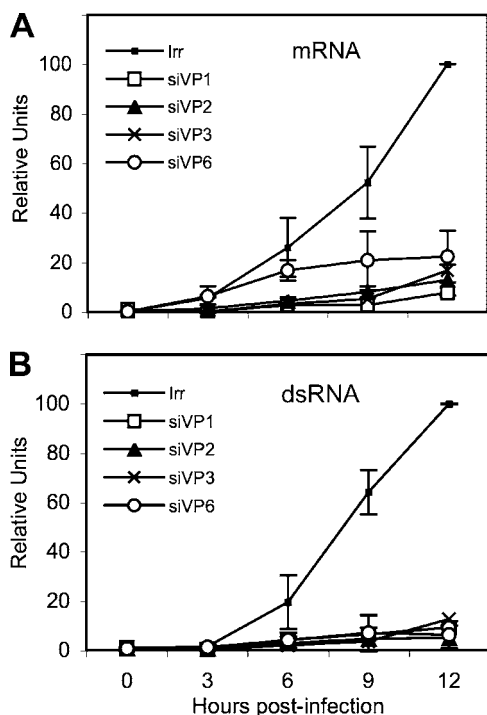 A
mRNA
Irr
siVP1
siVP2
siVP3
siVP6
Relative Units
100
80
60
40
20
0
B
dsRNA
Irr
siVP1
siVP2
siVP3
siVP6
Relative Units
100
80
60
40
20
0
0 3 6 9 12
Hours post-infection